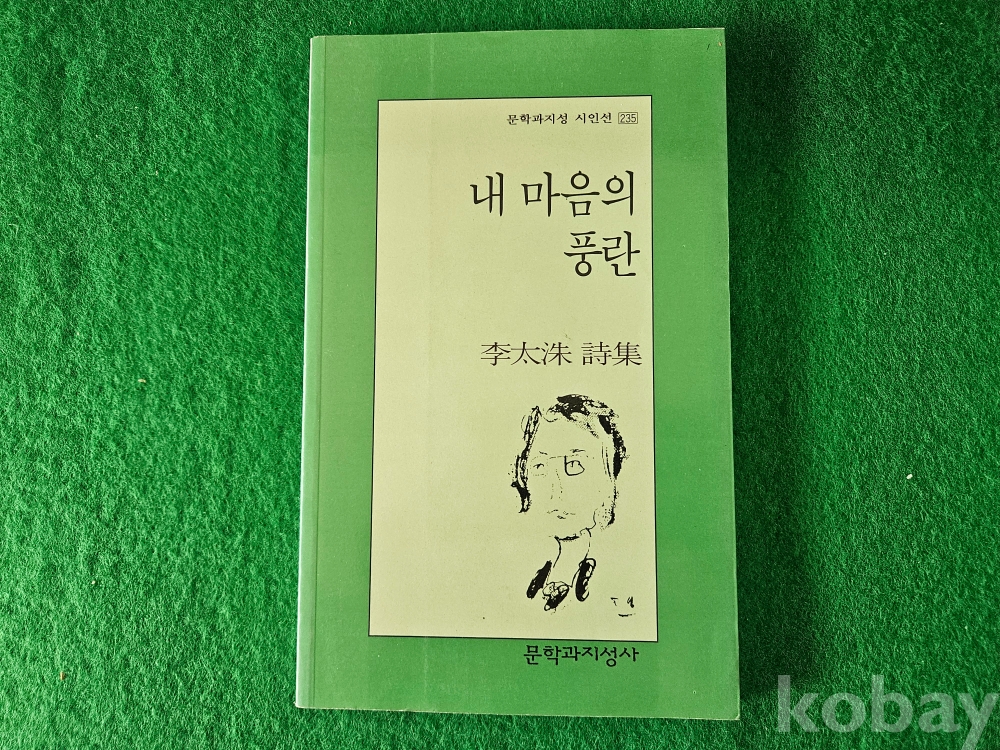 문학과지성 시인선 235
내 마음의
풍란
李太洙 詩集
문학과지성사
kobay